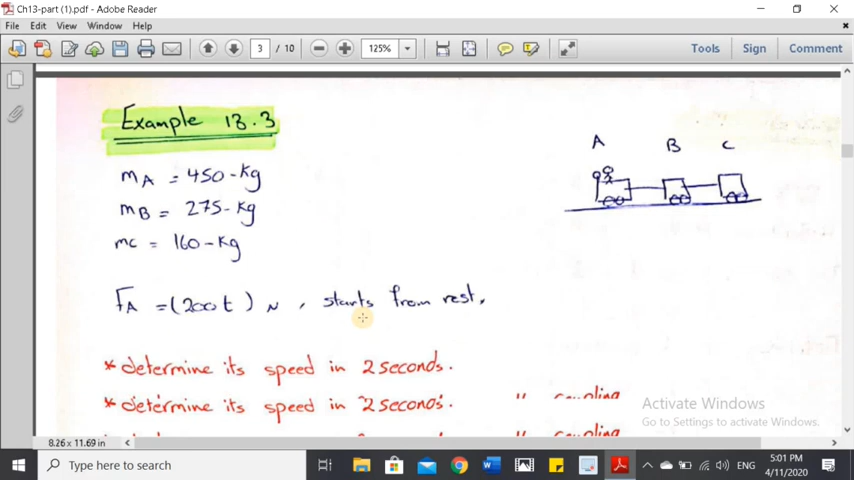 Ch13-part (1).pdf - Adobe Reader
File Edit View Window Help
3 / 10 125% Tools Sign Comment
Example 13.3
A B C
mA = 450-kg
mB = 275-kg
mC = 160-kg
FA = (200t) N , starts from rest.
* determine its speed in 2 seconds.
* determine its speed in 2 seconds. " coupling
" coupling
Activate Windows
Go to Settings to activate Windows.
8.26 x 11.69 in
Type here to search
ENG
5:01 PM
4/11/2020